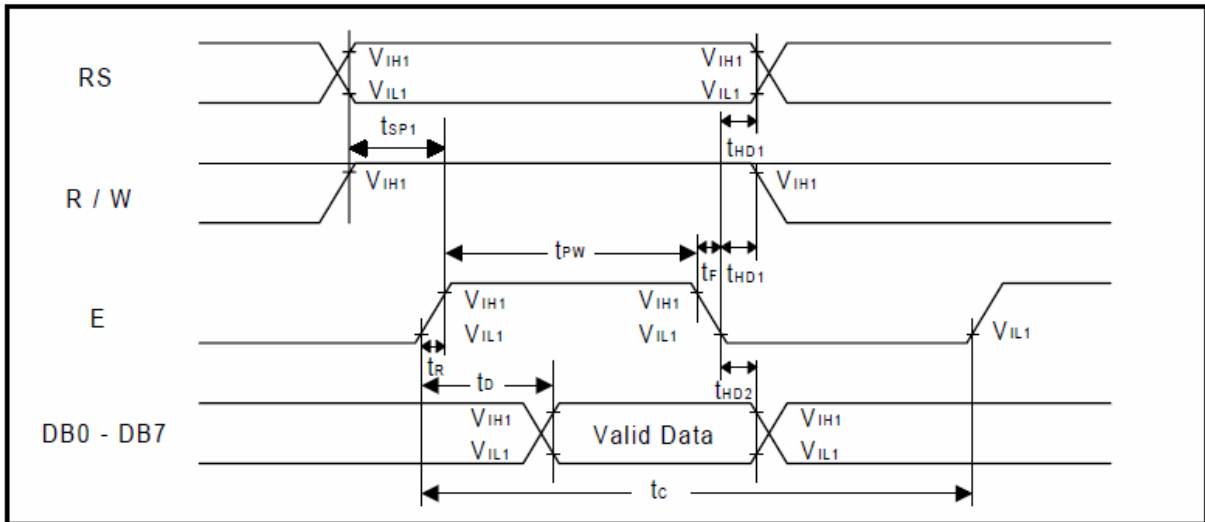 RS
VIH1
VIL1
VIH1
VIL1
tSP1
tHD1
R / W
VIH1
VIH1
tPW
tF
tHD1
E
VIH1
VIL1
VIH1
VIL1
VIL1
tR
tD
tHD2
DB0 - DB7
VIH1
VIL1
Valid Data
VIH1
VIL1
tC